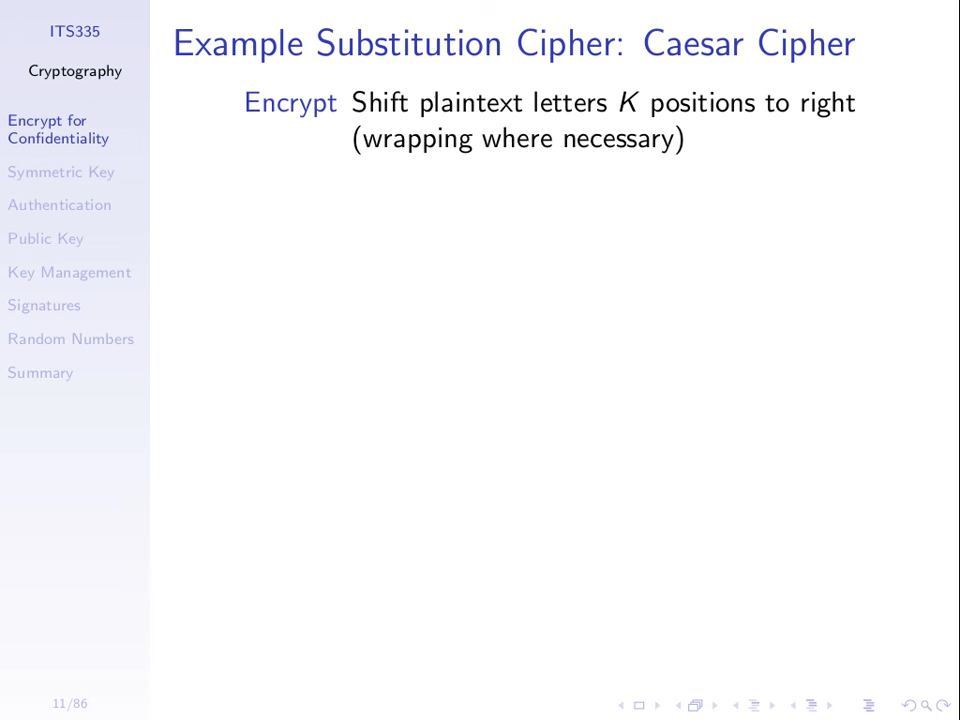 ITS335
Cryptography
Encrypt for
Confidentiality
Symmetric Key
Authentication
Public Key
Key Management
Signatures
Random Numbers
Summary
11/86
Example Substitution Cipher: Caesar Cipher
Encrypt Shift plaintext letters K positions to right
(wrapping where necessary)